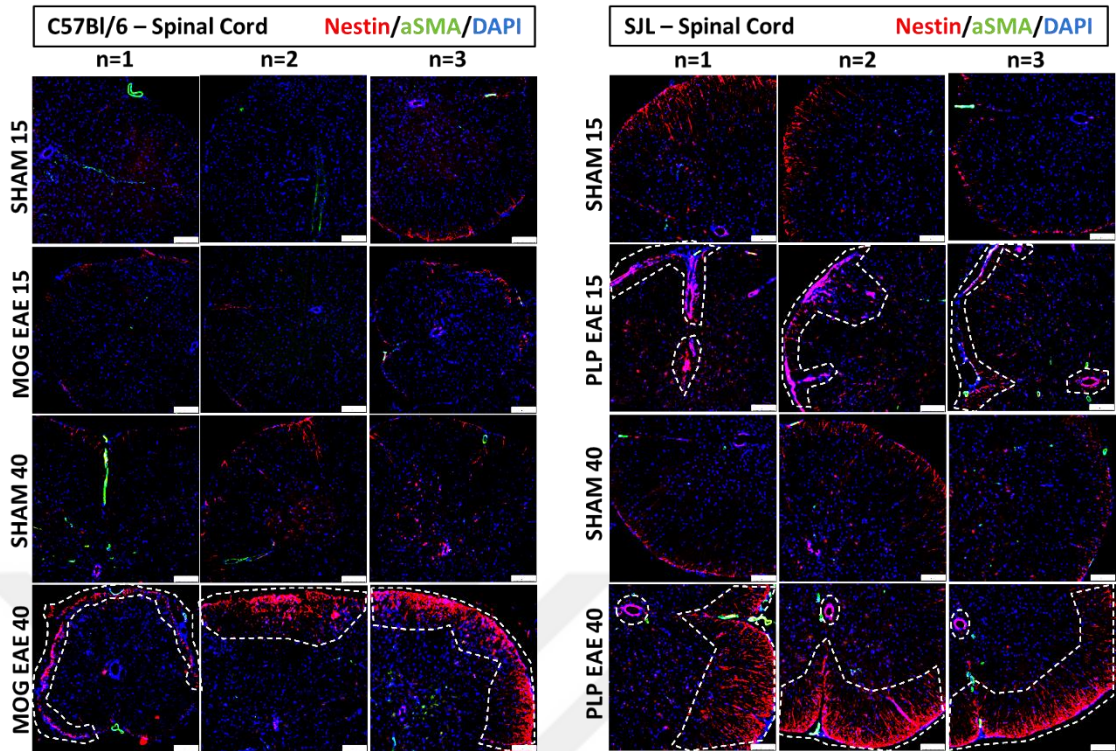 C57Bl/6 – Spinal Cord Nestin/aSMA/DAPI
n=1 n=2 n=3
SHAM 15
MOG EAE 15
SHAM 40
MOG EAE 40
SJL – Spinal Cord Nestin/aSMA/DAPI
n=1 n=2 n=3
SHAM 15
PLP EAE 15
SHAM 40
PLP EAE 40